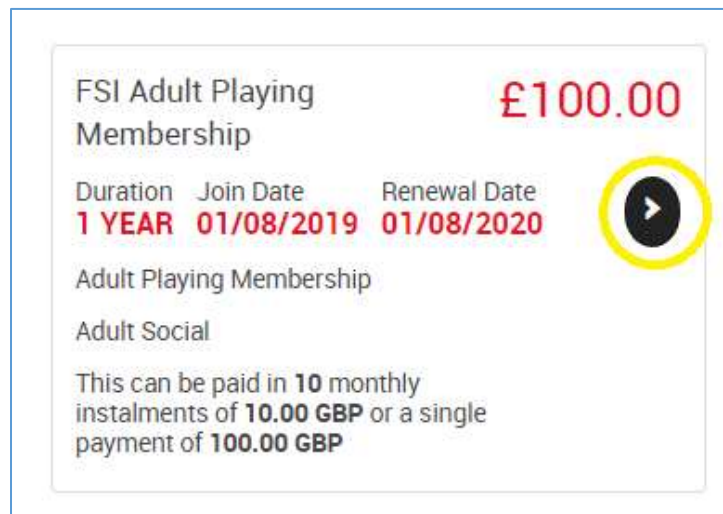 FSI Adult Playing
Membership
£100.00
Duration Join Date Renewal Date
1 YEAR 01/08/2019 01/08/2020
Adult Playing Membership
Adult Social
This can be paid in 10 monthly
instalments of 10.00 GBP or a single
payment of 100.00 GBP